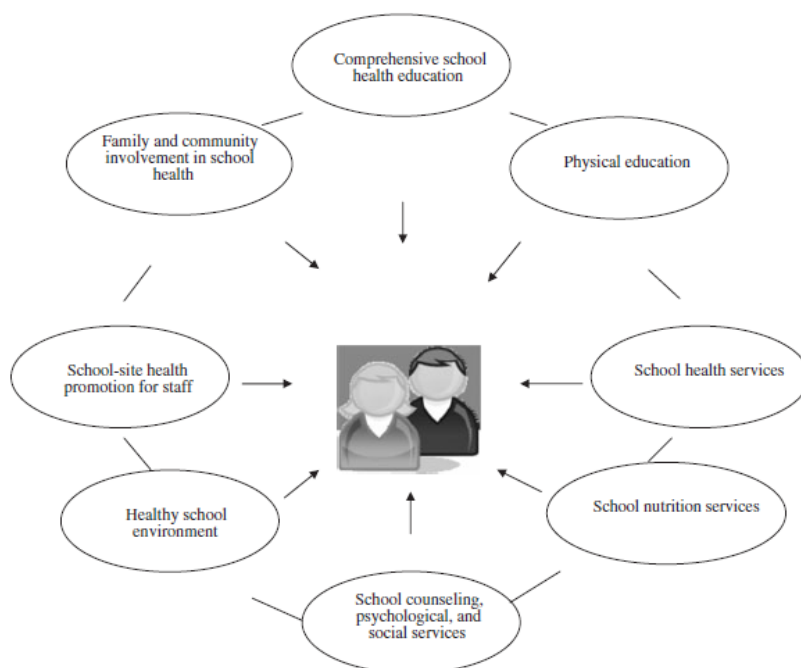 Comprehensive school
health education
Family and community
involvement in school
health
Physical education
School-site health
promotion for staff
School health services
Healthy school
environment
School nutrition services
School counseling,
psychological, and
social services